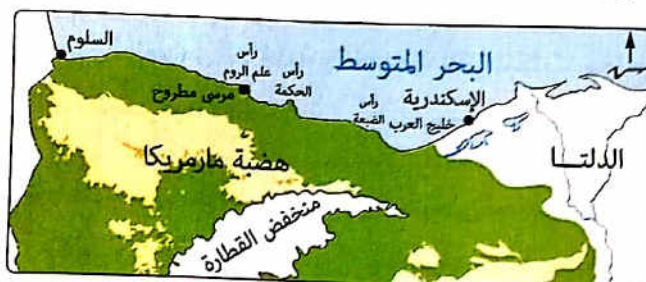 السلوم
رأس
علم الروم
مرسى مطروح
رأس
الحكمة
البحر المتوسط
رأس
الضبعة
خليج العرب
الإسكندرية
الدلتا
هضبة مارمريكا
منخفض القطارة